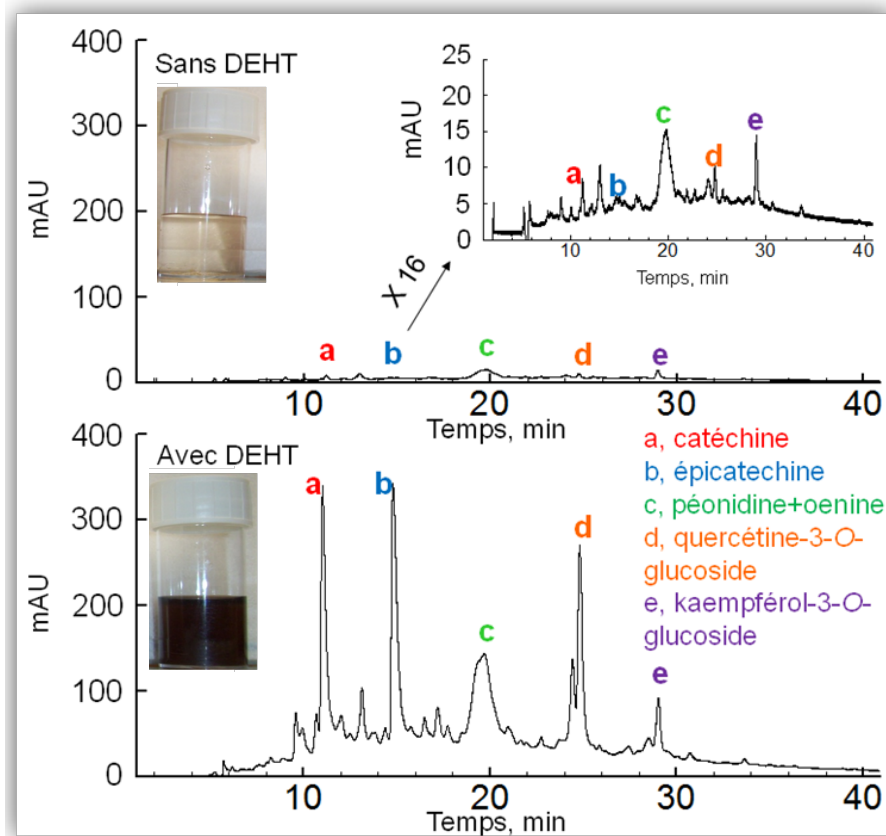 400
300
200
100
0
mAU
Sans DEHT
10
20
30
40
Temps, min
X 16
a
b
c
d
e
25
20
15
10
5
0
mAU
a
b
c
d
e
10
20
30
40
Temps, min
400
300
200
100
0
mAU
Avec DEHT
a
b
c
d
e
10
20
30
40
Temps, min
a, catéchine
b, épicatechine
c, péonidine+oenine
d, quercétine-3-O-
glucoside
e, kaempférol-3-O-
glucoside